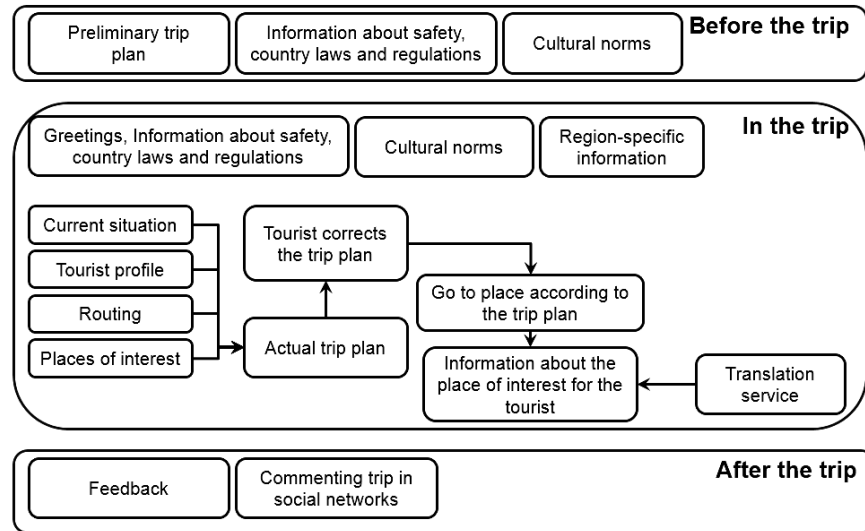 Before the trip
Preliminary trip
plan
Information about safety,
country laws and regulations
Cultural norms
In the trip
Greetings, Information about safety,
country laws and regulations
Cultural norms
Region-specific
information
Current situation
Tourist profile
Routing
Places of interest
Tourist corrects
the trip plan
Actual trip plan
Go to place according to
the trip plan
Information about the
place of interest for the
tourist
Translation
service
After the trip
Feedback
Commenting trip in
social networks